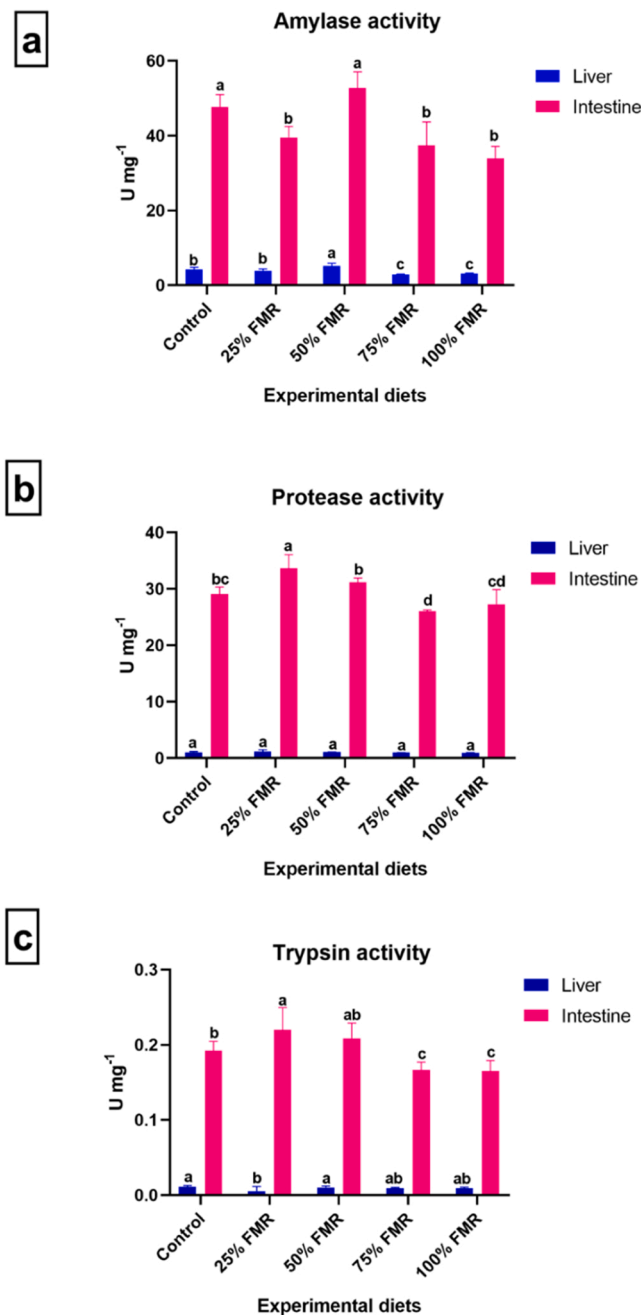 a
Amylase activity
60
40
20
0
U mg-1
a
b
a
b
b
b
b
a
c
c
Control
25% FMR
50% FMR
75% FMR
100% FMR
Experimental diets
Liver
Intestine
b
Protease activity
40
30
20
10
0
U mg-1
bc
a
b
d
cd
a
a
a
a
a
Control
25% FMR
50% FMR
75% FMR
100% FMR
Experimental diets
Liver
Intestine
c
Trypsin activity
0.3
0.2
0.1
0.0
U mg-1
b
a
ab
c
c
a
b
a
ab
ab
Control
25% FMR
50% FMR
75% FMR
100% FMR
Experimental diets
Liver
Intestine